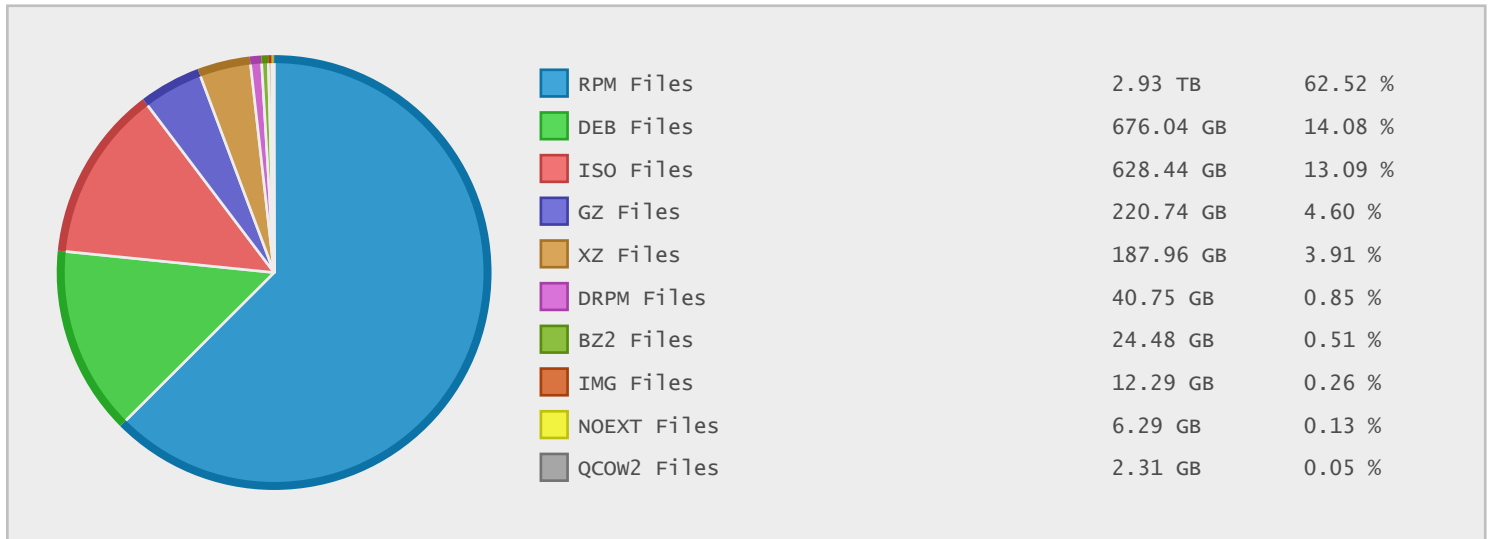 RPM Files 2.93 TB 62.52 %
DEB Files 676.04 GB 14.08 %
ISO Files 628.44 GB 13.09 %
GZ Files 220.74 GB 4.60 %
XZ Files 187.96 GB 3.91 %
DRPM Files 40.75 GB 0.85 %
BZ2 Files 24.48 GB 0.51 %
IMG Files 12.29 GB 0.26 %
NOEXT Files 6.29 GB 0.13 %
QCOW2 Files 2.31 GB 0.05 %